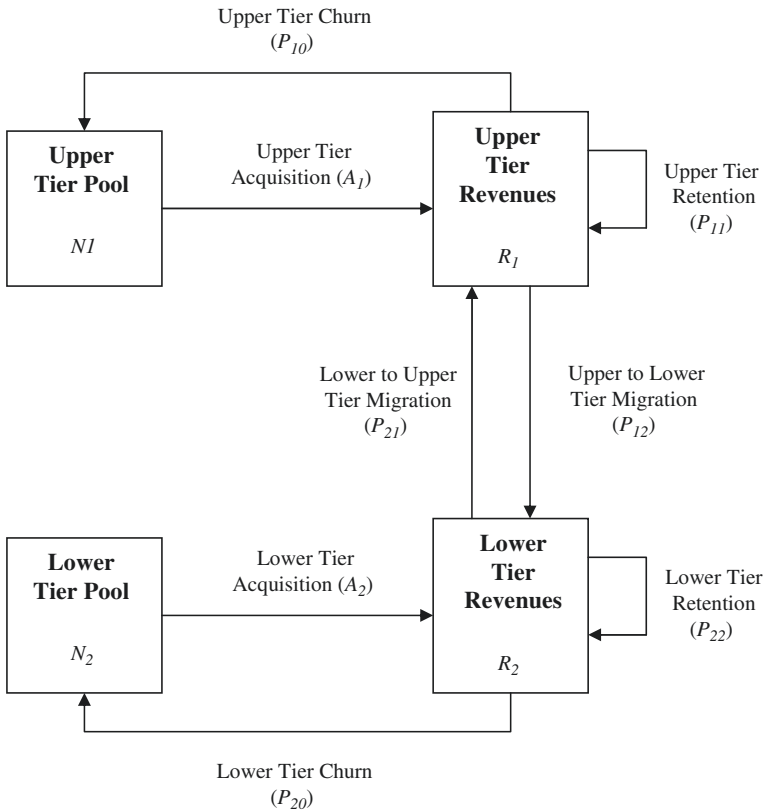 Upper Tier Churn
(P10)
Upper
Tier Pool
N1
Upper Tier
Acquisition (A1)
Upper
Tier
Revenues
R1
Upper Tier
Retention
(P11)
Lower to Upper
Tier Migration
(P21)
Upper to Lower
Tier Migration
(P12)
Lower
Tier Pool
N2
Lower Tier
Acquisition (A2)
Lower
Tier
Revenues
R2
Lower Tier
Retention
(P22)
Lower Tier Churn
(P20)